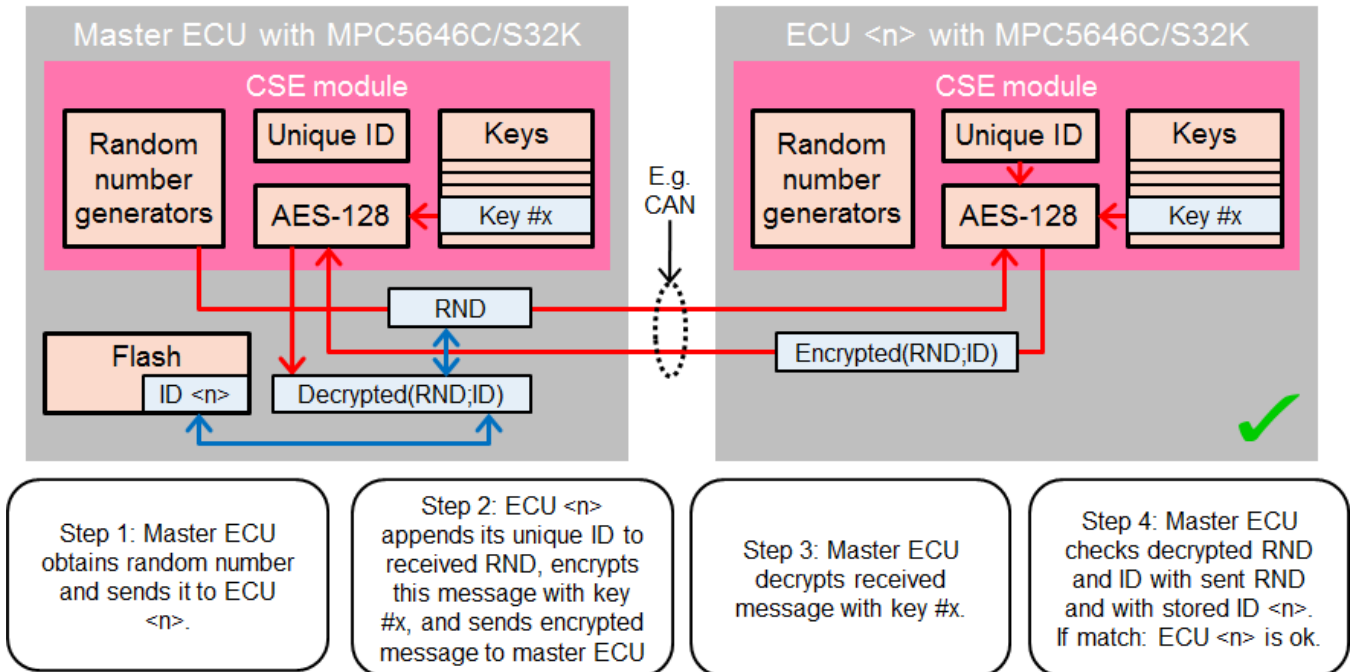 Master ECU with MPC5646C/S32K
CSE module
Random
number
generators
Unique ID
AES-128
Keys
Key #x
RND
Flash
ID <n>
Decrypted(RND;ID)
E.g.
CAN
ECU <n> with MPC5646C/S32K
CSE module
Random
number
generators
Unique ID
AES-128
Keys
Key #x
Encrypted(RND;ID)
Step 1: Master ECU
obtains random number
and sends it to ECU
<n>.
Step 2: ECU <n>
appends its unique ID to
received RND, encrypts
this message with key
#x, and sends encrypted
message to master ECU
Step 3: Master ECU
decrypts received
message with key #x.
Step 4: Master ECU
checks decrypted RND
and ID with sent RND
and with stored ID <n>.
If match: ECU <n> is ok.